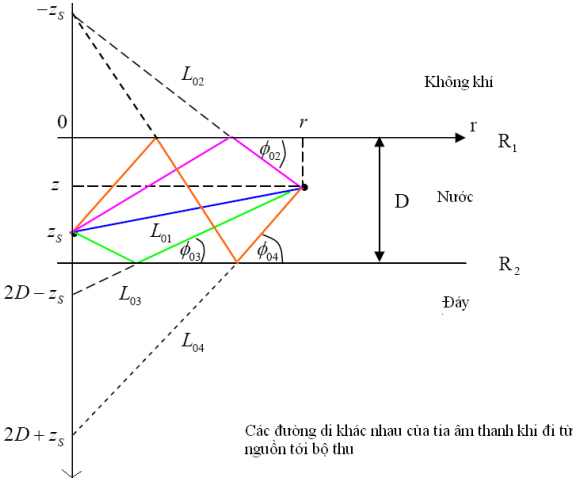 −z_S
L_02
Không khí
0
r
r
R_1
ϕ_02
z
D
Nước
z_S
L_01
ϕ_03
ϕ_04
R_2
2D−z_S
L_03
Đáy
L_04
2D+z_S
Các đường di khác nhau của tia âm thanh khi đi từ
nguồn tới bộ thu